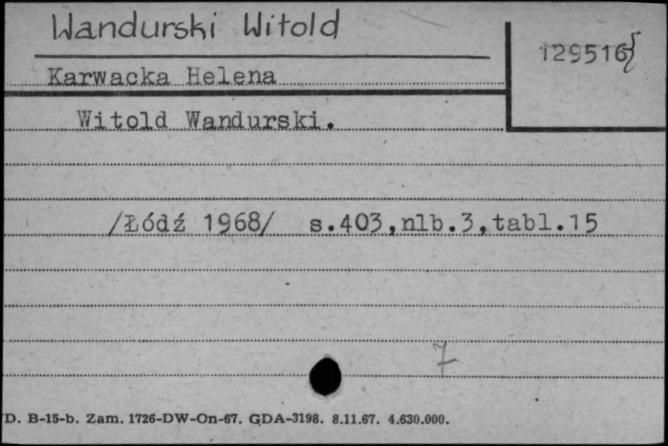 Wandurski Witold
129516
Karwacka Helena
Witold Wandurski.
/Łódź 1968/ s.403,nlb.3,tabl.15
7
D. B-15-b. Zam. 1726-DW-On-67. GDA-3198. 8.11.67. 4.630.000.